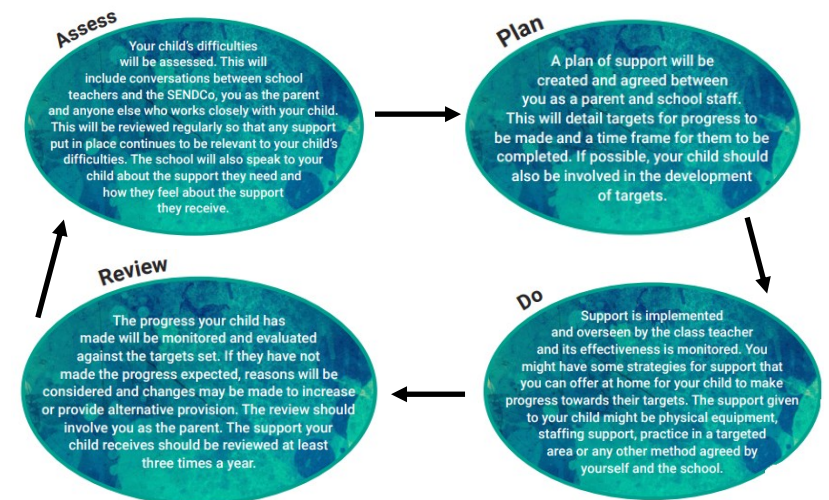 Assess
Your child's difficulties
will be assessed. This will
include conversations between school
teachers and the SENDCo, you as the parent
and anyone else who works closely with your child.
This will be reviewed regularly so that any support
put in place continues to be relevant to your child's
difficulties. The school will also speak to your
child about the support they need and
how they feel about the support
they receive.
Plan
A plan of support will be
created and agreed between
you as a parent and school staff.
This will detail targets for progress to
be made and a time frame for them to be
completed. If possible, your child should
also be involved in the development
of targets.
Do
Support is implemented
and overseen by the class teacher
and its effectiveness is monitored. You
might have some strategies for support that
you can offer at home for your child to make
progress towards their targets. The support given
to your child might be physical equipment,
staffing support, practice in a targeted
area or any other method agreed by
yourself and the school.
Review
The progress your child has
made will be monitored and evaluated
against the targets set. If they have not
made the progress expected, reasons will be
considered and changes may be made to increase
or provide alternative provision. The review should
involve you as the parent. The support your
child receives should be reviewed at least
three times a year.